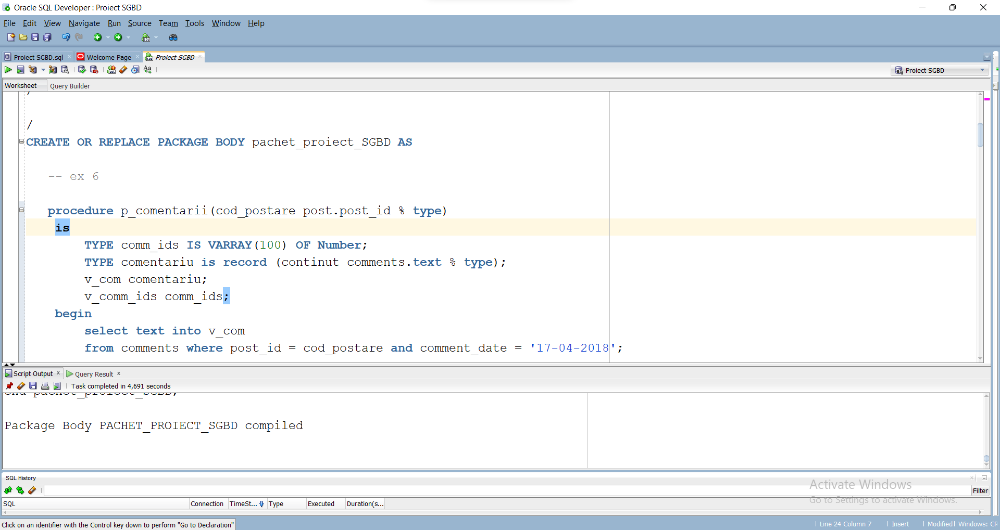 Oracle SQL Developer : Proiect SGBD
File Edit View Navigate Run Source Team Tools Window Help
Proiect SGBD.sql Welcome Page Proiect SGBD
Proiect SGBD
Worksheet Query Builder
/
/
CREATE OR REPLACE PACKAGE BODY pachet_proiect_SGBD AS
-- ex 6
procedure p_comentarii(cod_postare post.post_id % type)
is
TYPE comm_ids IS VARRAY(100) OF Number;
TYPE comentariu is record (continut comments.text % type);
v_com comentariu;
v_comm_ids comm_ids;
begin
select text into v_com
from comments where post_id = cod_postare and comment_date = '17-04-2018';
Script Output Query Result
Task completed in 4,691 seconds
end pachet_proiect_SGBD;
Package Body PACHET_PROIECT_SGBD compiled
SQL History
Activate Windows
Filter
SQL Connection TimeSt... Type Executed Duration(s...
Go to Settings to activate Windows.
Click on an identifier with the Control key down to perform "Go to Declaration"
Line 24 Column 7 Insert Modified Windows: CR